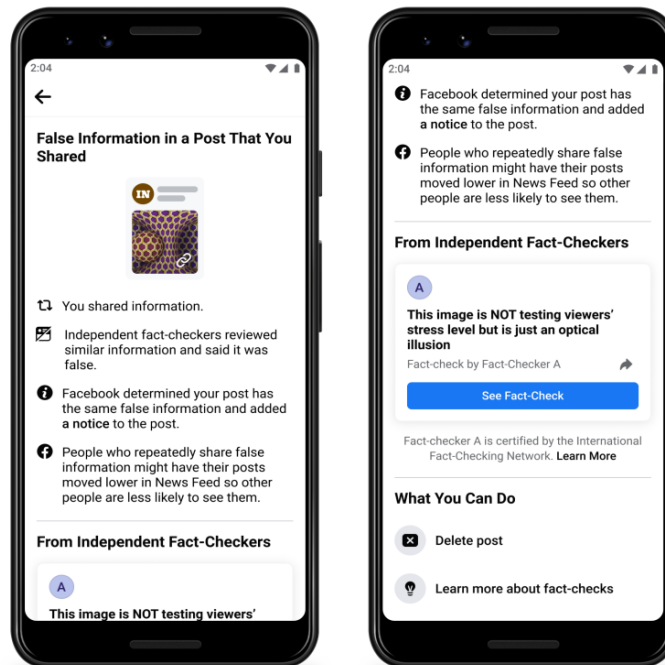 2:04
False Information in a Post That You
Shared
IN
You shared information.
Independent fact-checkers reviewed
similar information and said it was
false.
Facebook determined your post has
the same false information and added
a notice to the post.
People who repeatedly share false
information might have their posts
moved lower in News Feed so other
people are less likely to see them.
From Independent Fact-Checkers
A
This image is NOT testing viewers’
2:04
Facebook determined your post has
the same false information and added
a notice to the post.
People who repeatedly share false
information might have their posts
moved lower in News Feed so other
people are less likely to see them.
From Independent Fact-Checkers
A
This image is NOT testing viewers’
stress level but is just an optical
illusion
Fact-check by Fact-Checker A
See Fact-Check
Fact-checker A is certified by the International
Fact-Checking Network. Learn More
What You Can Do
Delete post
Learn more about fact-checks